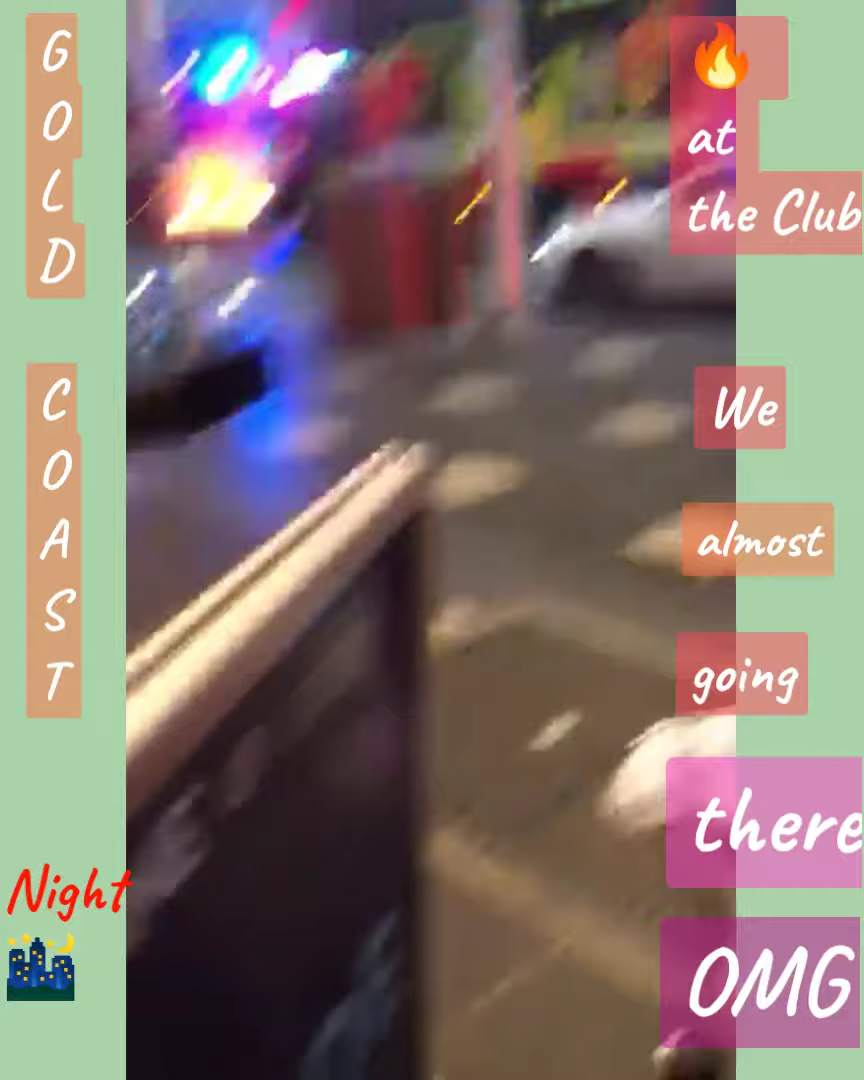 GOLD
COAST
Night
🔥
at
the Club
We
almost
going
there
OMG